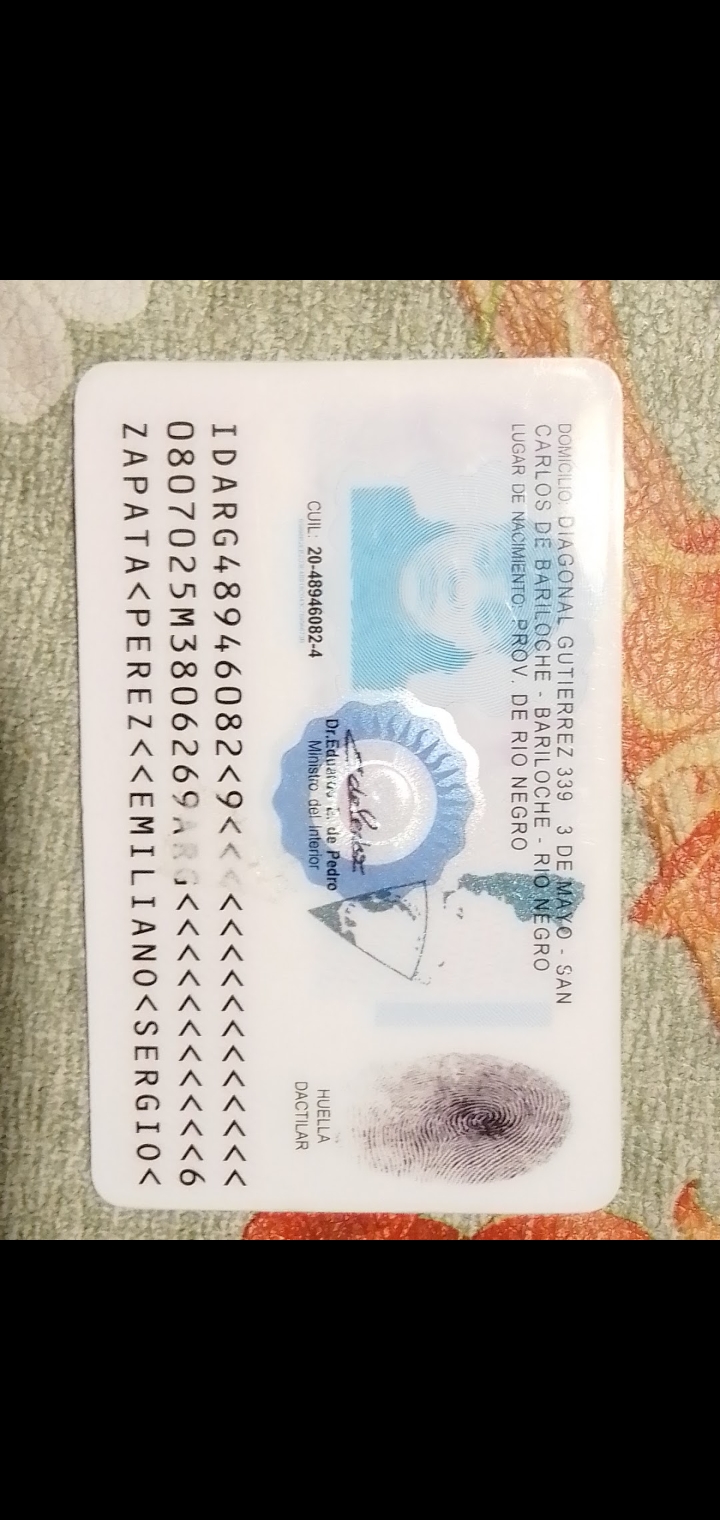 DOMICILIO: DIAGONAL GUTIERREZ 339 3 DE MAYO - SAN
CARLOS DE BARILOCHE - BARILOCHE - RIO NEGRO
LUGAR DE NACIMIENTO: PROV. DE RIO NEGRO
CUIL: 20-48946082-4
Dr. Eduardo E. de Pedro
Ministro del Interior
HUELLA
DACTILAR
IDARG48946082<9<<<<<<<<<<<<<<<
0807025M3806269ARG<<<<<<<<<<<6
ZAPATA<PEREZ<<EMILIANO<SERGIO<